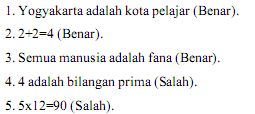 1. Yogyakarta adalah kota pelajar (Benar).
2. 2+2=4 (Benar).
3. Semua manusia adalah fana (Benar).
4. 4 adalah bilangan prima (Salah).
5. 5x12=90 (Salah).